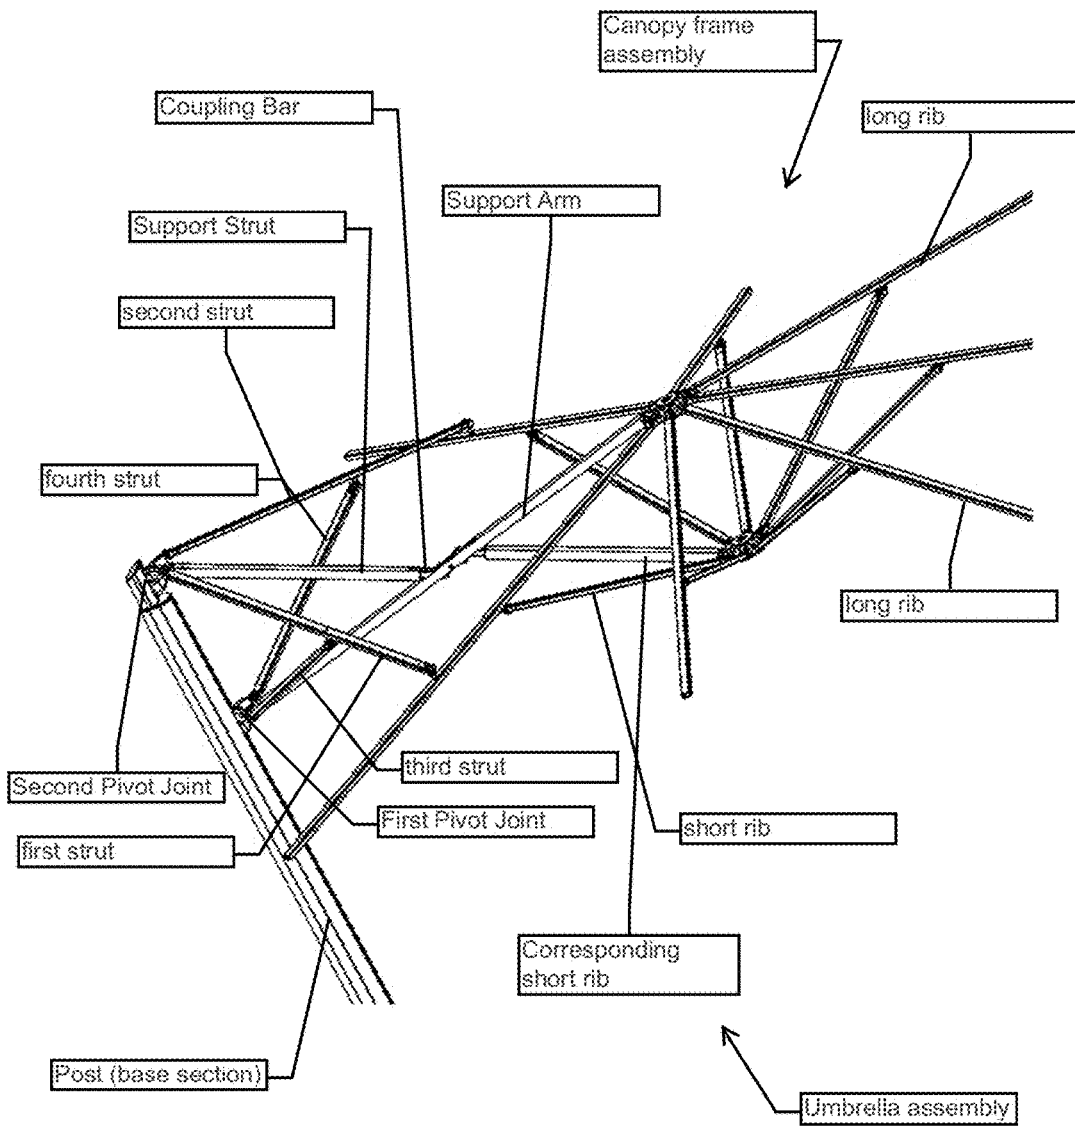 Canopy frame
assembly
Coupling Bar
long rib
Support Arm
Support Strut
second sirut
fourth strut
long rib
third strut
Second Pivot Joint
First Pivot Joint
short rib
first strut
Corresponding
short rib
Post (base section)
Umbrella assembly